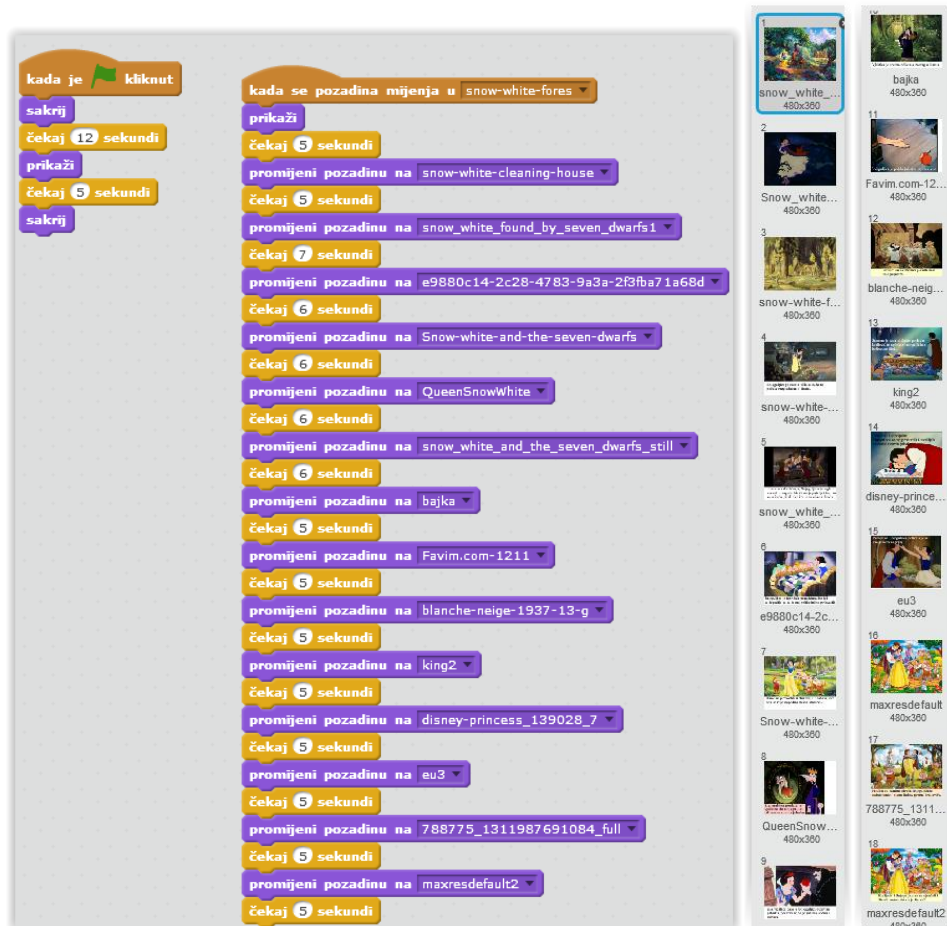 kada je kliknut
sakrij
čekaj 12 sekundi
prikaži
čekaj 5 sekundi
sakrij
kada se pozadina mijenja u snow-white-fores
prikaži
čekaj 5 sekundi
promijeni pozadinu na snow-white-cleaning-house
čekaj 5 sekundi
promijeni pozadinu na snow_white_found_by_seven_dwarfs1
čekaj 7 sekundi
promijeni pozadinu na e9880c14-2c28-4783-9a3a-2f3fba71a68d
čekaj 6 sekundi
promijeni pozadinu na Snow-white-and-the-seven-dwarfs
čekaj 6 sekundi
promijeni pozadinu na QueenSnowWhite
čekaj 6 sekundi
promijeni pozadinu na snow_white_and_the_seven_dwarfs_still
čekaj 6 sekundi
promijeni pozadinu na bajka
čekaj 5 sekundi
promijeni pozadinu na Favim.com-1211
čekaj 5 sekundi
promijeni pozadinu na blanche-neige-1937-13-g
čekaj 5 sekundi
promijeni pozadinu na king2
čekaj 5 sekundi
promijeni pozadinu na disney-princess_139028_7
čekaj 5 sekundi
promijeni pozadinu na eu3
čekaj 5 sekundi
promijeni pozadinu na 788775_1311987691084_full
čekaj 5 sekundi
promijeni pozadinu na maxresdefault2
čekaj 5 sekundi
1
snow_white_...
480x360
2
Snow_white...
480x360
3
snow-white-f...
480x360
4
snow-white-...
480x360
5
snow_white_...
480x360
6
e9880c14-2c...
480x360
7
Snow-white-...
480x360
8
QueenSnow...
480x360
9
bajka
480x360
11
Favim.com-12...
480x360
12
blanche-neig...
480x360
13
king2
480x360
14
disney-prince...
480x360
15
eu3
480x360
16
maxresdefault
480x360
17
788775_1311...
480x360
18
maxresdefault2
480x360